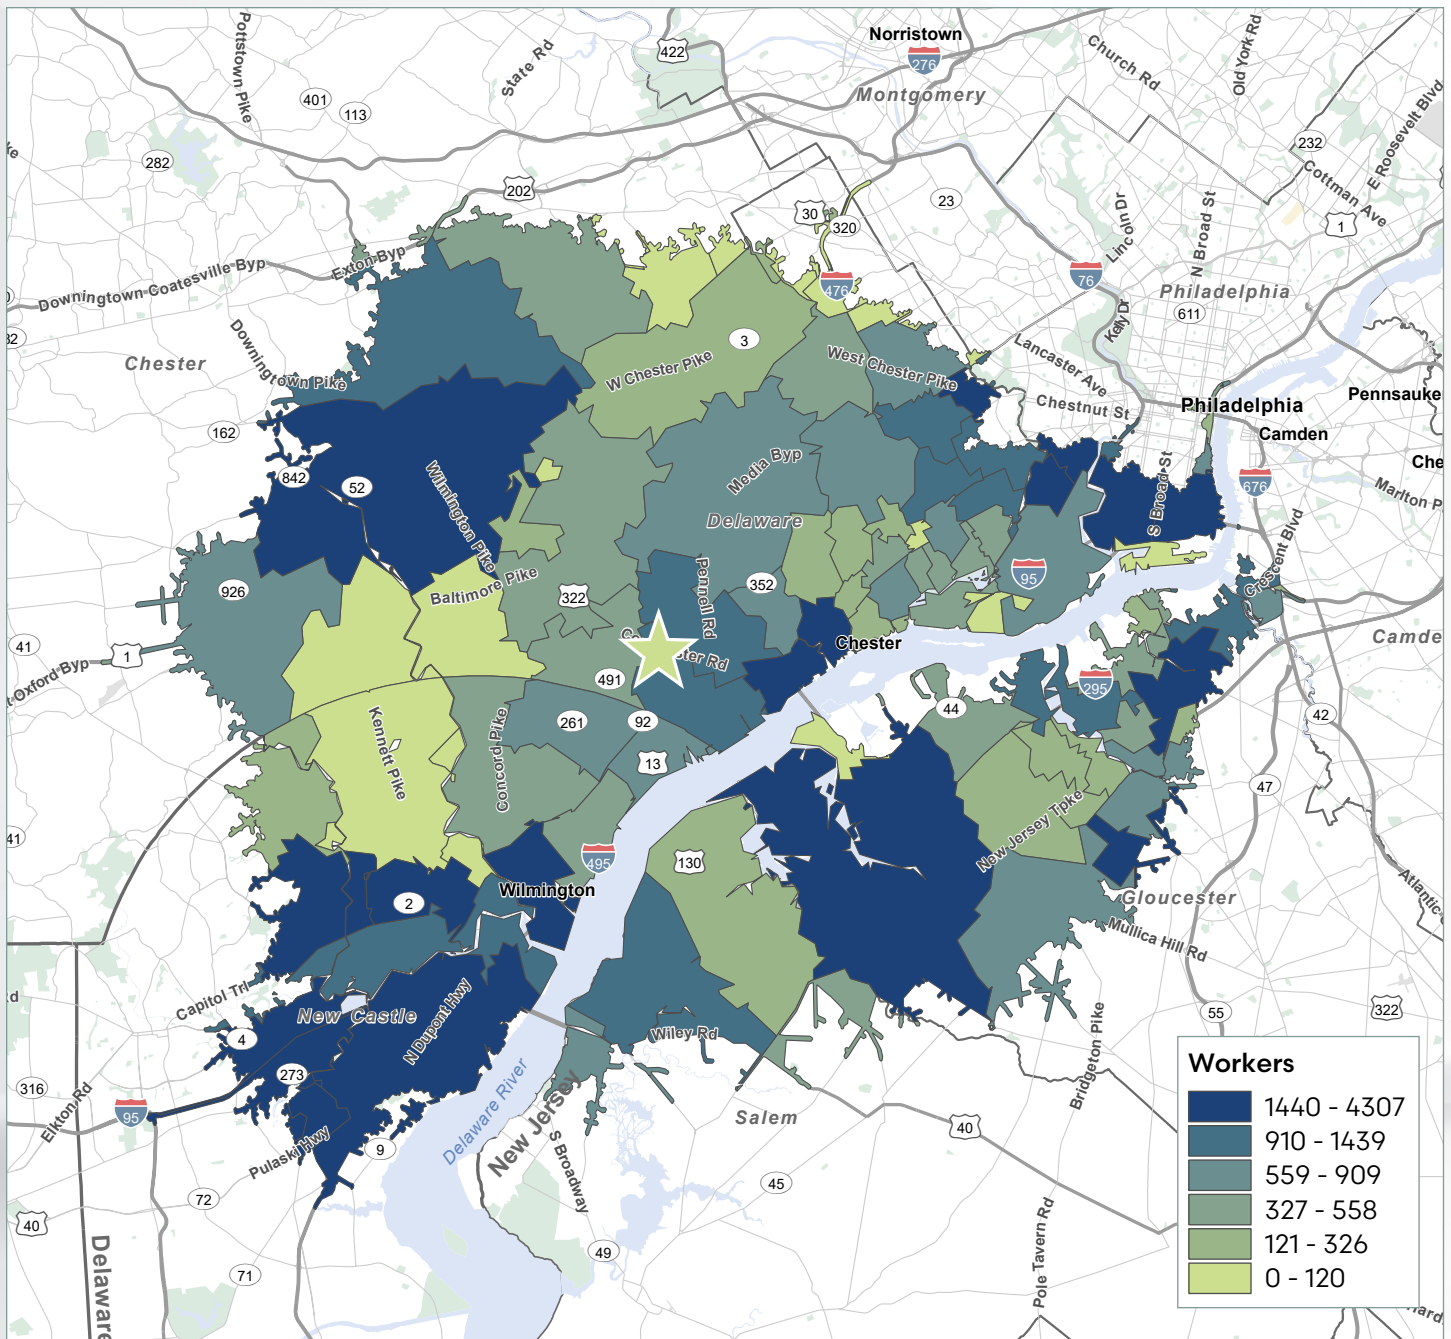 Norristown
422
276
Church Rd
Old York Rd
Pottstown Pike
State Rd
Montgomery
E Roosevelt Blvd
401
113
232
282
202
Cottman Ave
23
30
320
1
Lincoln Dr
N Broad St
Exton Byp
Downingtown Coatesville Byp
476
76
Philadelphia
611
Kelly Dr
3
Chester
Downingtown Pike
W Chester Pike
West Chester Pike
Lancaster Ave
Chestnut St
Philadelphia
Pennsauke
162
Camden
Che
842
52
Wilmington Pike
Media Byp
676
Marlton P
S Broad St
Delaware
Crescent Blvd
926
Baltimore Pike
322
Pennell Rd
352
95
41
1
Chester
Camde
t Oxford Byp
ster Rd
491
295
44
42
261
92
Kennett Pike
Concord Pike
13
47
41
New Jersey Tpke
495
130
Wilmington
2
Gloucester
Atlantic
Mullica Hill Rd
Capitol Trl
New Castle
N Dupont Hwy
55
322
4
Wiley Rd
Bridgeton Pike
273
316
Elkton Rd
95
Delaware River
New Jersey
Salem
40
Pulaski Hwy
9
S Broadway
45
72
40
Pole Tavern Rd
Delaware
71
49
Workers
1440 - 4307
910 - 1439
559 - 909
327 - 558
121 - 326
0 - 120